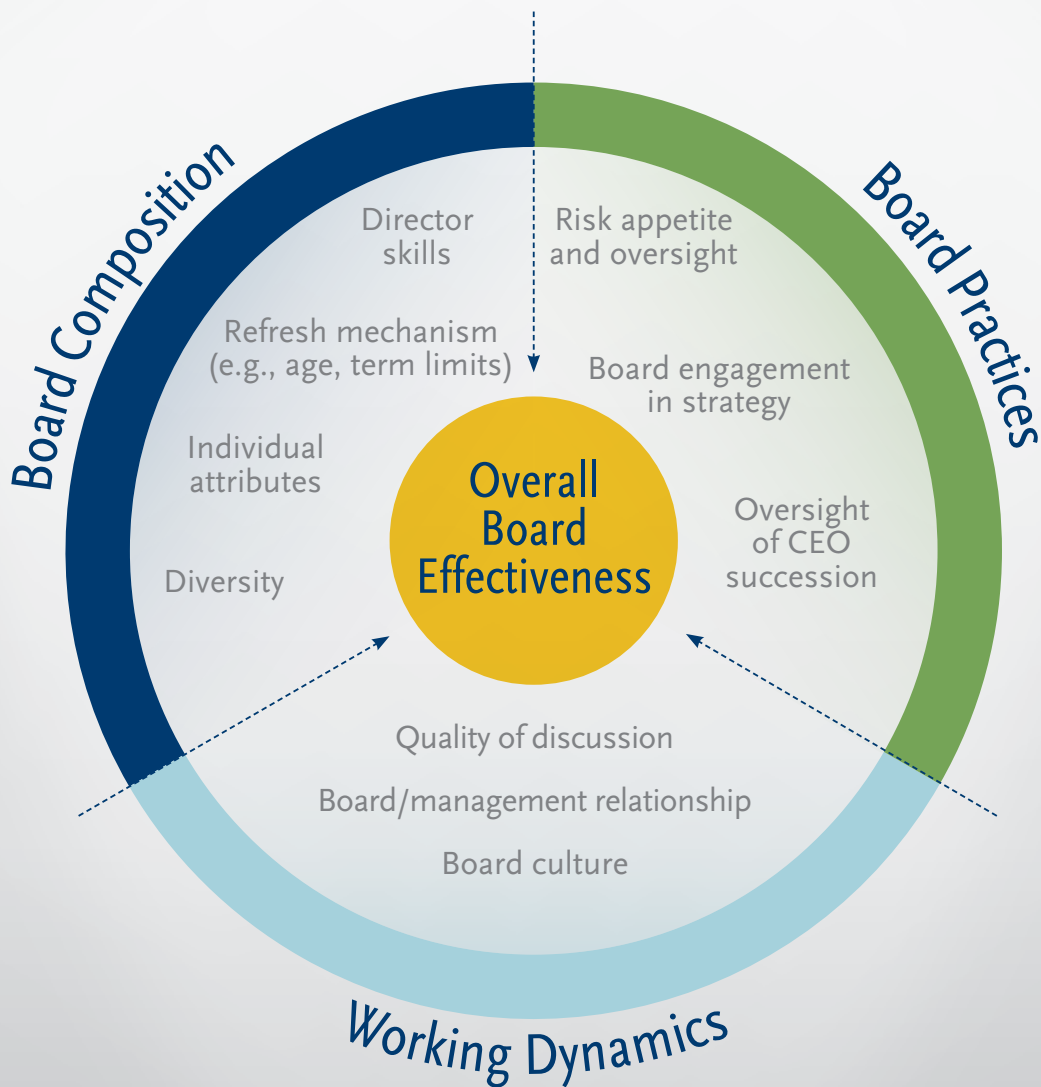 Board Composition
Director
skills
Refresh mechanism
(e.g., age, term limits)
Individual
attributes
Diversity
Board Practices
Risk appetite
and oversight
Board engagement
in strategy
Oversight
of CEO
succession
Overall
Board
Effectiveness
Quality of discussion
Board/management relationship
Board culture
Working Dynamics